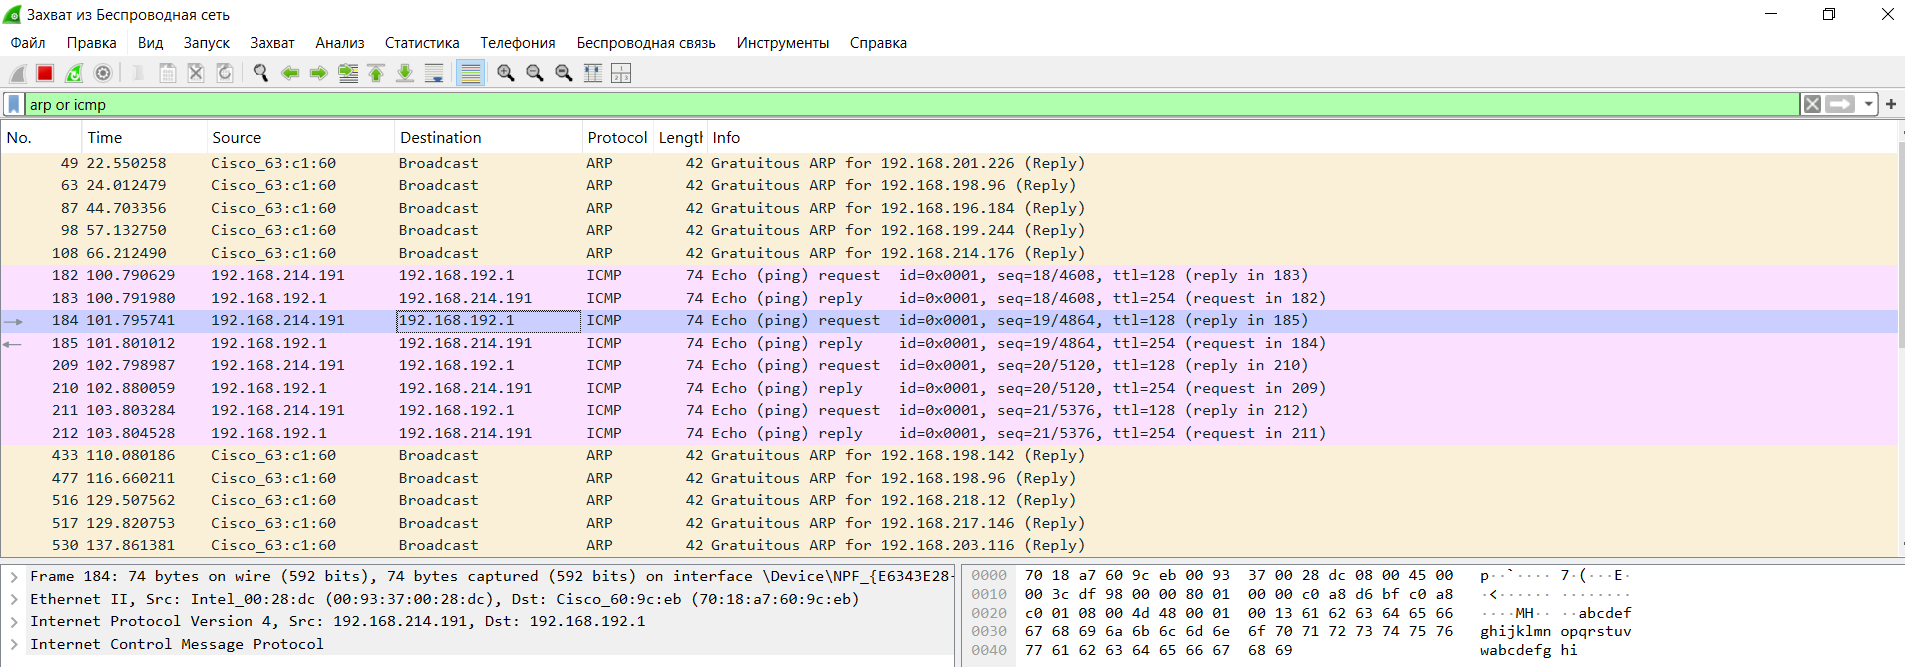 Захват из Беспроводная сеть
Файл Правка Вид Запуск Захват Анализ Статистика Телефония Беспроводная связь Инструменты Справка
arp or icmp
No. Time Source Destination Protocol Length Info
49 22.550258 Cisco_63:c1:60 Broadcast ARP 42 Gratuitous ARP for 192.168.201.226 (Reply)
63 24.012479 Cisco_63:c1:60 Broadcast ARP 42 Gratuitous ARP for 192.168.198.96 (Reply)
87 44.703356 Cisco_63:c1:60 Broadcast ARP 42 Gratuitous ARP for 192.168.196.184 (Reply)
98 57.132750 Cisco_63:c1:60 Broadcast ARP 42 Gratuitous ARP for 192.168.199.244 (Reply)
108 66.212490 Cisco_63:c1:60 Broadcast ARP 42 Gratuitous ARP for 192.168.214.176 (Reply)
182 100.790629 192.168.214.191 192.168.192.1 ICMP 74 Echo (ping) request id=0x0001, seq=18/4608, ttl=128 (reply in 183)
183 100.791980 192.168.192.1 192.168.214.191 ICMP 74 Echo (ping) reply id=0x0001, seq=18/4608, ttl=254 (request in 182)
184 101.795741 192.168.214.191 192.168.192.1 ICMP 74 Echo (ping) request id=0x0001, seq=19/4864, ttl=128 (reply in 185)
185 101.801012 192.168.192.1 192.168.214.191 ICMP 74 Echo (ping) reply id=0x0001, seq=19/4864, ttl=254 (request in 184)
209 102.798987 192.168.214.191 192.168.192.1 ICMP 74 Echo (ping) request id=0x0001, seq=20/5120, ttl=128 (reply in 210)
210 102.880059 192.168.192.1 192.168.214.191 ICMP 74 Echo (ping) reply id=0x0001, seq=20/5120, ttl=254 (request in 209)
211 103.803284 192.168.214.191 192.168.192.1 ICMP 74 Echo (ping) request id=0x0001, seq=21/5376, ttl=128 (reply in 212)
212 103.804528 192.168.192.1 192.168.214.191 ICMP 74 Echo (ping) reply id=0x0001, seq=21/5376, ttl=254 (request in 211)
433 110.080186 Cisco_63:c1:60 Broadcast ARP 42 Gratuitous ARP for 192.168.198.142 (Reply)
477 116.660211 Cisco_63:c1:60 Broadcast ARP 42 Gratuitous ARP for 192.168.198.96 (Reply)
516 129.507562 Cisco_63:c1:60 Broadcast ARP 42 Gratuitous ARP for 192.168.218.12 (Reply)
517 129.820753 Cisco_63:c1:60 Broadcast ARP 42 Gratuitous ARP for 192.168.217.146 (Reply)
530 137.861381 Cisco_63:c1:60 Broadcast ARP 42 Gratuitous ARP for 192.168.203.116 (Reply)
Frame 184: 74 bytes on wire (592 bits), 74 bytes captured (592 bits) on interface \Device\NPF_{E6343E28-
Ethernet II, Src: Intel_00:28:dc (00:93:37:00:28:dc), Dst: Cisco_60:9c:eb (70:18:a7:60:9c:eb)
Internet Protocol Version 4, Src: 192.168.214.191, Dst: 192.168.192.1
Internet Control Message Protocol
0000 70 18 a7 60 9c eb 00 93 37 00 28 dc 08 00 45 00 p··`···· 7·(···E·
0010 00 3c df 98 00 00 80 01 00 00 c0 a8 d6 bf c0 a8 ·<······ ········
0020 c0 01 08 00 4d 48 00 01 00 13 61 62 63 64 65 66 ····MH·· ··abcdef
0030 67 68 69 6a 6b 6c 6d 6e 6f 70 71 72 73 74 75 76 ghijklmn opqrstuv
0040 77 61 62 63 64 65 66 67 68 69 wabcdefg hi